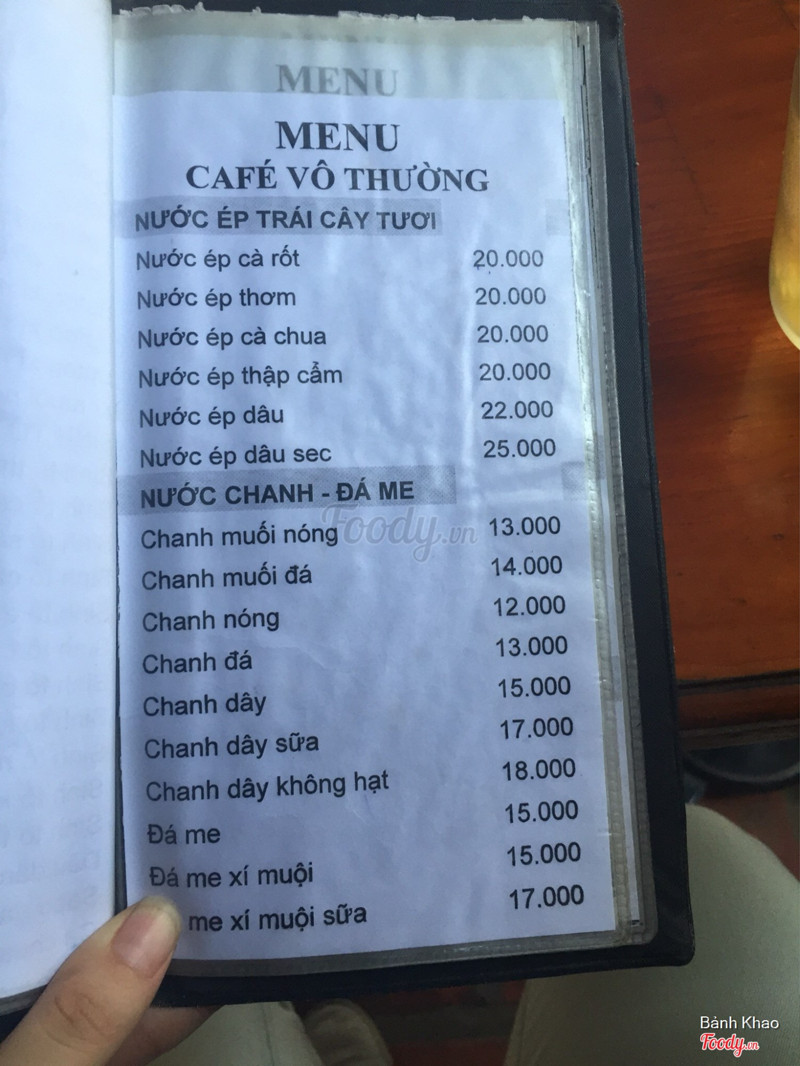 MENU
MENU
CAFÉ VÔ THƯỜNG
NƯỚC ÉP TRÁI CÂY TƯƠI
Nước ép cà rốt 20.000
Nước ép thơm 20.000
Nước ép cà chua 20.000
Nước ép thập cẩm 20.000
Nước ép dâu 22.000
Nước ép dâu sec 25.000
NƯỚC CHANH - ĐÁ ME
Foody.vn
Chanh muối nóng 13.000
Chanh muối đá 14.000
Chanh nóng 12.000
Chanh đá 13.000
Chanh dây 15.000
Chanh dây sữa 17.000
Chanh dây không hạt 18.000
Đá me 15.000
Đá me xí muội 15.000
me xí muội sữa 17.000
Bảnh Khao
Foody.vn